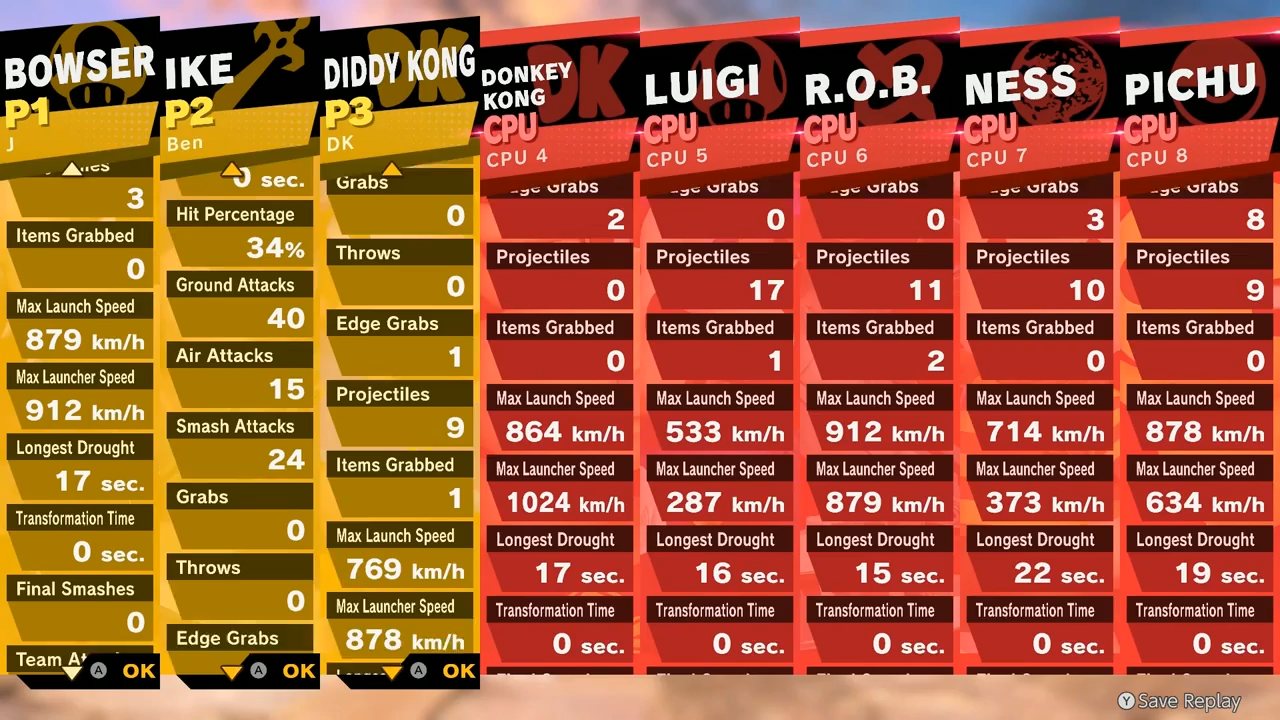 BOWSER
P1
J
3
Items Grabbed
0
Max Launch Speed
879 km/h
Max Launcher Speed
912 km/h
Longest Drought
17 sec.
Transformation Time
0 sec.
Final Smashes
0
Team
A OK
IKE
P2
Ben
0 sec.
Hit Percentage
34%
Ground Attacks
40
Air Attacks
15
Smash Attacks
24
Grabs
0
Throws
0
Edge Grabs
A OK
DIDDY KONG
P3
DK
Grabs
0
Throws
0
Edge Grabs
1
Projectiles
9
Items Grabbed
1
Max Launch Speed
769 km/h
Max Launcher Speed
878 km/h
A OK
DONKEY
KONG
DK
CPU
CPU 4
Grabs
2
Projectiles
0
Items Grabbed
0
Max Launch Speed
864 km/h
Max Launcher Speed
1024 km/h
Longest Drought
17 sec.
Transformation Time
0 sec.
LUIGI
CPU
CPU 5
Grabs
0
Projectiles
17
Items Grabbed
1
Max Launch Speed
533 km/h
Max Launcher Speed
287 km/h
Longest Drought
16 sec.
Transformation Time
0 sec.
R.O.B.
CPU
CPU 6
Grabs
0
Projectiles
11
Items Grabbed
2
Max Launch Speed
912 km/h
Max Launcher Speed
879 km/h
Longest Drought
15 sec.
Transformation Time
0 sec.
NESS
CPU
CPU 7
Grabs
3
Projectiles
10
Items Grabbed
0
Max Launch Speed
714 km/h
Max Launcher Speed
373 km/h
Longest Drought
22 sec.
Transformation Time
0 sec.
PICHU
CPU
CPU 8
Grabs
8
Projectiles
9
Items Grabbed
0
Max Launch Speed
878 km/h
Max Launcher Speed
634 km/h
Longest Drought
19 sec.
Transformation Time
0 sec.
Y Save Replay